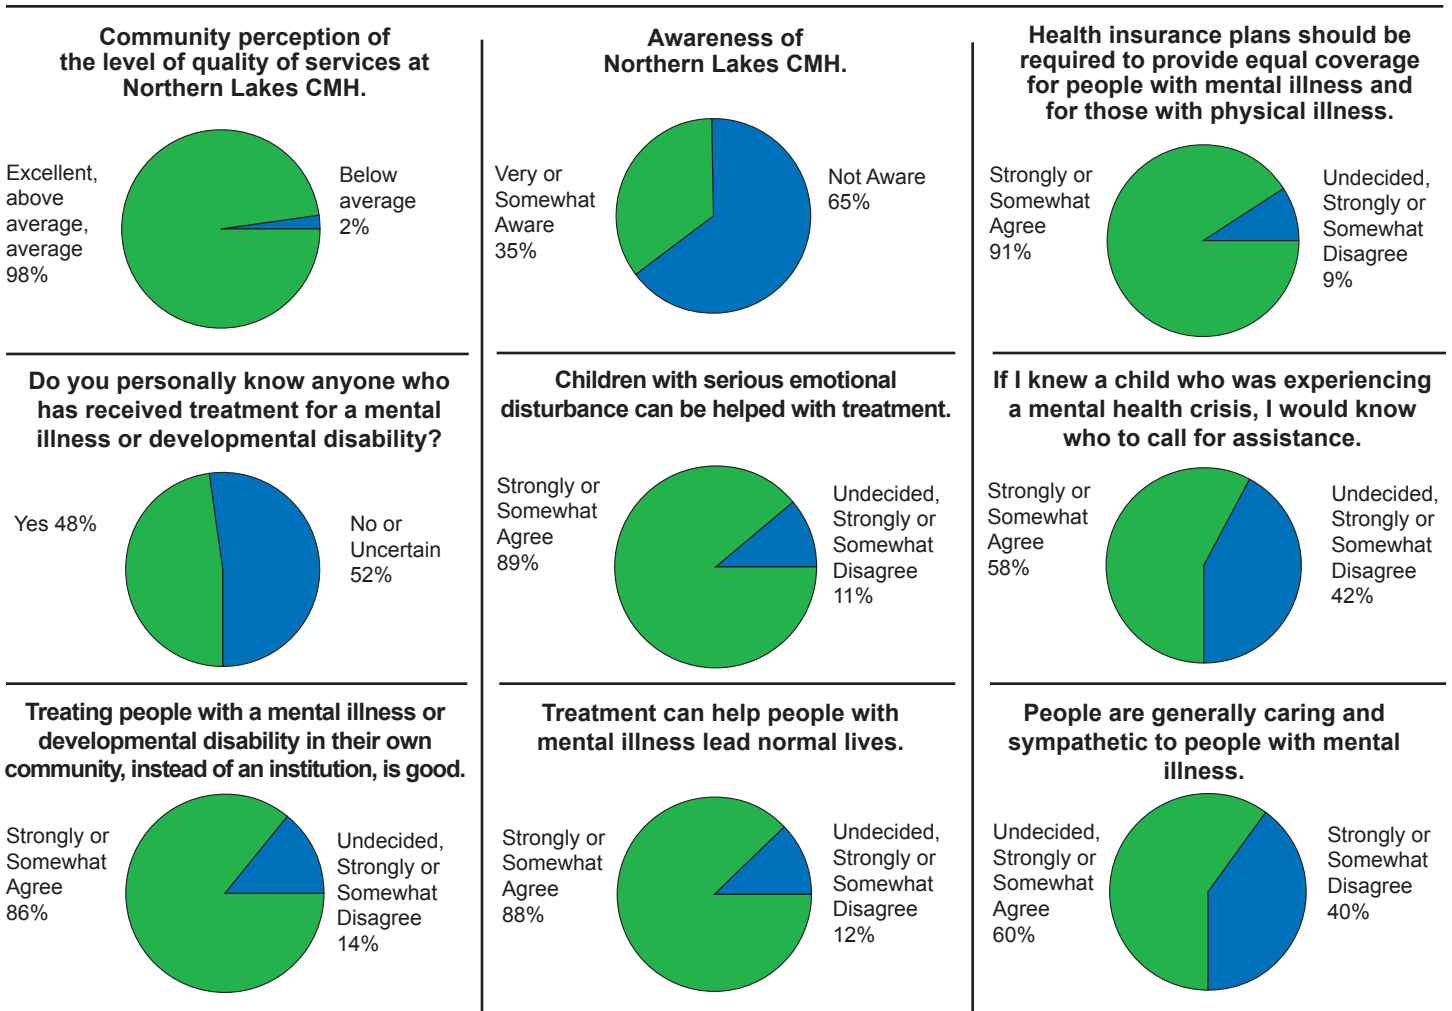 Community perception of
the level of quality of services at
Northern Lakes CMH.
Excellent,
above
average,
average
98%
Below
average
2%
Awareness of
Northern Lakes CMH.
Very or
Somewhat
Aware
35%
Not Aware
65%
Health insurance plans should be
required to provide equal coverage
for people with mental illness and
for those with physical illness.
Strongly or
Somewhat
Agree
91%
Undecided,
Strongly or
Somewhat
Disagree
9%
Do you personally know anyone who
has received treatment for a mental
illness or developmental disability?
Yes 48%
No or
Uncertain
52%
Children with serious emotional
disturbance can be helped with treatment.
Strongly or
Somewhat
Agree
89%
Undecided,
Strongly or
Somewhat
Disagree
11%
If I knew a child who was experiencing
a mental health crisis, I would know
who to call for assistance.
Strongly or
Somewhat
Agree
58%
Undecided,
Strongly or
Somewhat
Disagree
42%
Treating people with a mental illness or
developmental disability in their own
community, instead of an institution, is good.
Strongly or
Somewhat
Agree
86%
Undecided,
Strongly or
Somewhat
Disagree
14%
Treatment can help people with
mental illness lead normal lives.
Strongly or
Somewhat
Agree
88%
Undecided,
Strongly or
Somewhat
Disagree
12%
People are generally caring and
sympathetic to people with mental
illness.
Undecided,
Strongly or
Somewhat
Agree
60%
Strongly or
Somewhat
Disagree
40%